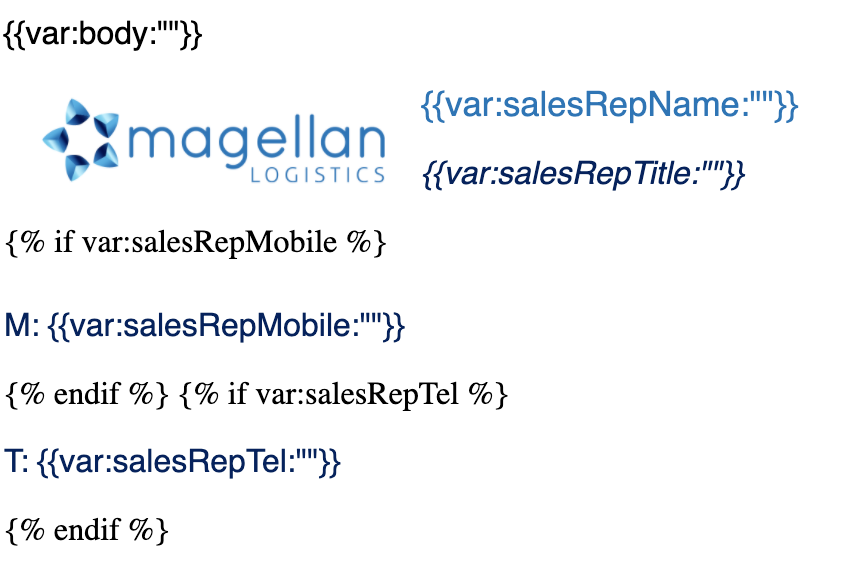 {{var:body:""}}
magellan
LOGISTICS
{{var:salesRepName:""}}
{{var:salesRepTitle:""}}
{% if var:salesRepMobile %}
M: {{var:salesRepMobile:""}}
{% endif %} {% if var:salesRepTel %}
T: {{var:salesRepTel:""}}
{% endif %}